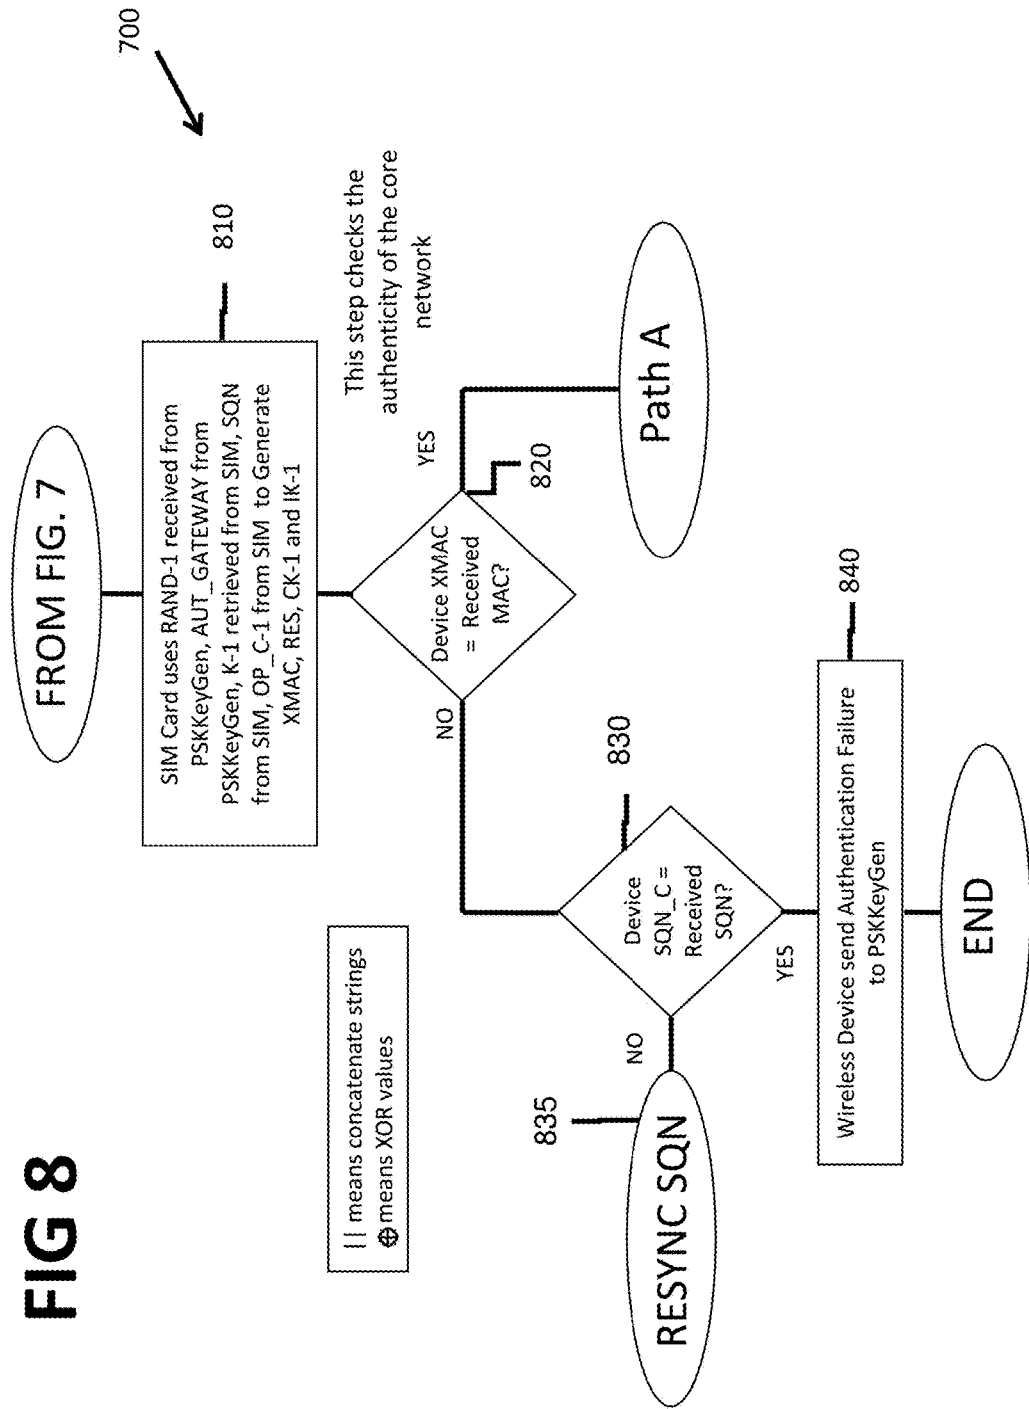 FIG 8
700
FROM FIG. 7
SIM Card uses RAND-1 received from
PSKKeyGen, AUT_GATEWAY from
PSKKeyGen, K-1 retrieved from SIM, SQN
from SIM, OP_C-1 from SIM to Generate
XMAC, RES, CK-1 and IK-1
810
|| means concatenate strings
⊕ means XOR values
This step checks the
authenticity of the core
network
Device XMAC
= Received
MAC?
NO
YES
820
Path A
830
Device
SQN_C =
Received
SQN?
NO
YES
835
RESYNC SQN
840
Wireless Device send Authentication Failure
to PSKKeyGen
END